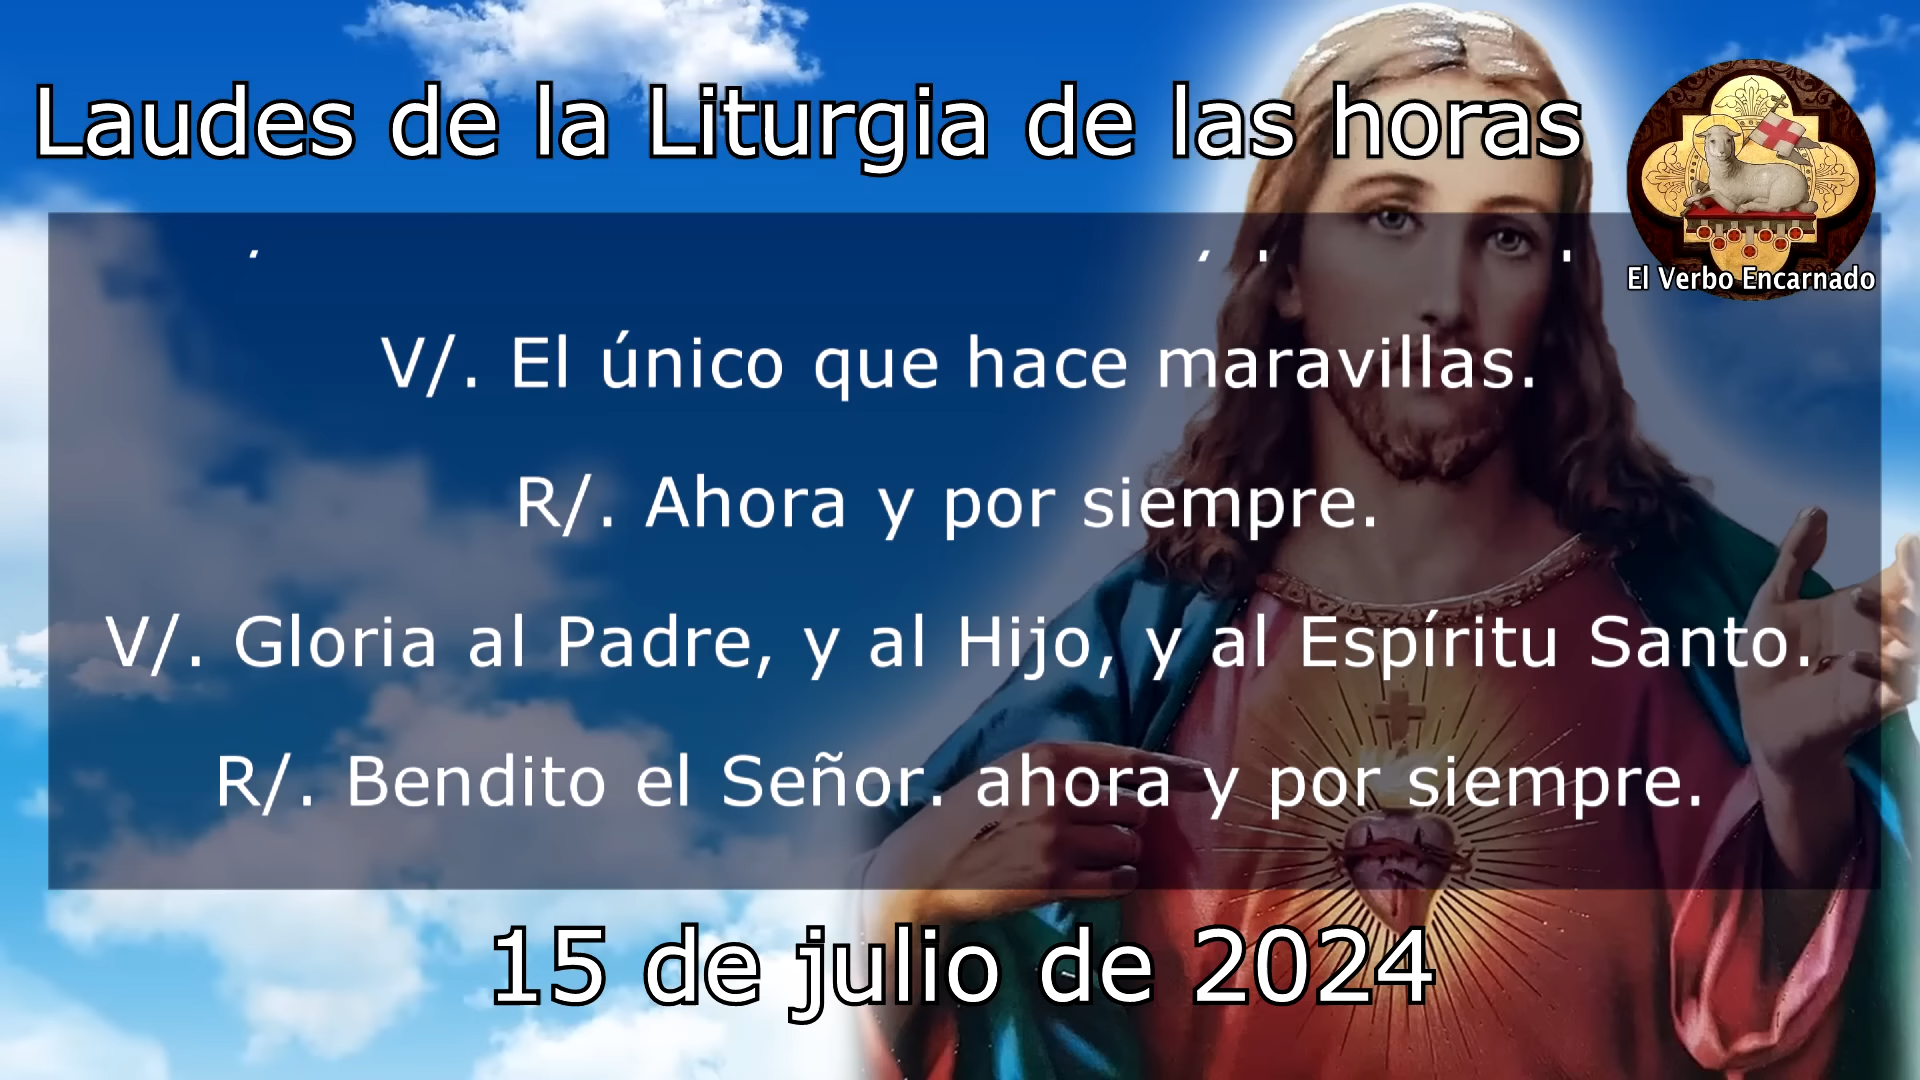 Laudes de la Liturgia de las horas
El Verbo Encarnado
V/. El único que hace maravillas.
R/. Ahora y por siempre.
V/. Gloria al Padre, y al Hijo, y al Espíritu Santo.
R/. Bendito el Señor. ahora y por siempre.
15 de julio de 2024